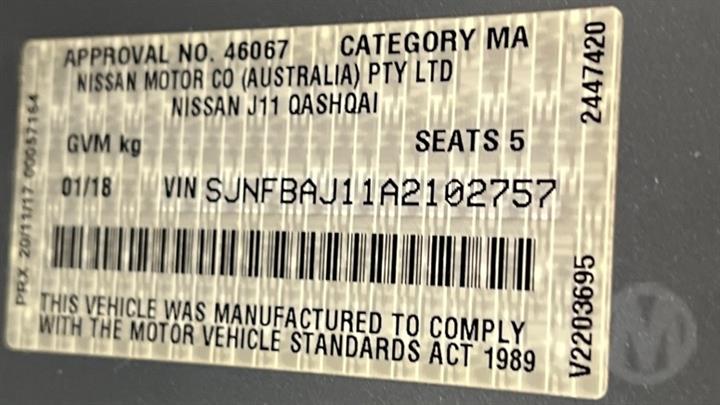 APPROVAL NO. 46067 CATEGORY MA
NISSAN MOTOR CO (AUSTRALIA) PTY LTD
NISSAN J11 QASHQAI
GVM kg SEATS 5
01/18 VIN SJNFBAJ11A2102757
THIS VEHICLE WAS MANUFACTURED TO COMPLY
WITH THE MOTOR VEHICLE STANDARDS ACT 1989
PRX 20/11/17 00057164
2447420
V2203695
M